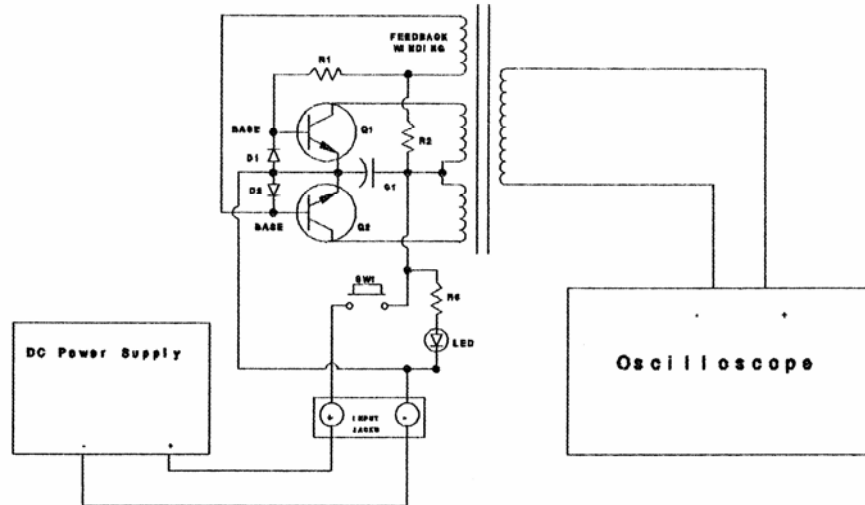 FEEDBACK
WINDING
R1
BASE
Q1
R2
D1
D2
C1
BASE
Q2
SW1
R6
LED
DC Power Supply
- +
- +
Oscilloscope
+ -
INPUT
JACKS